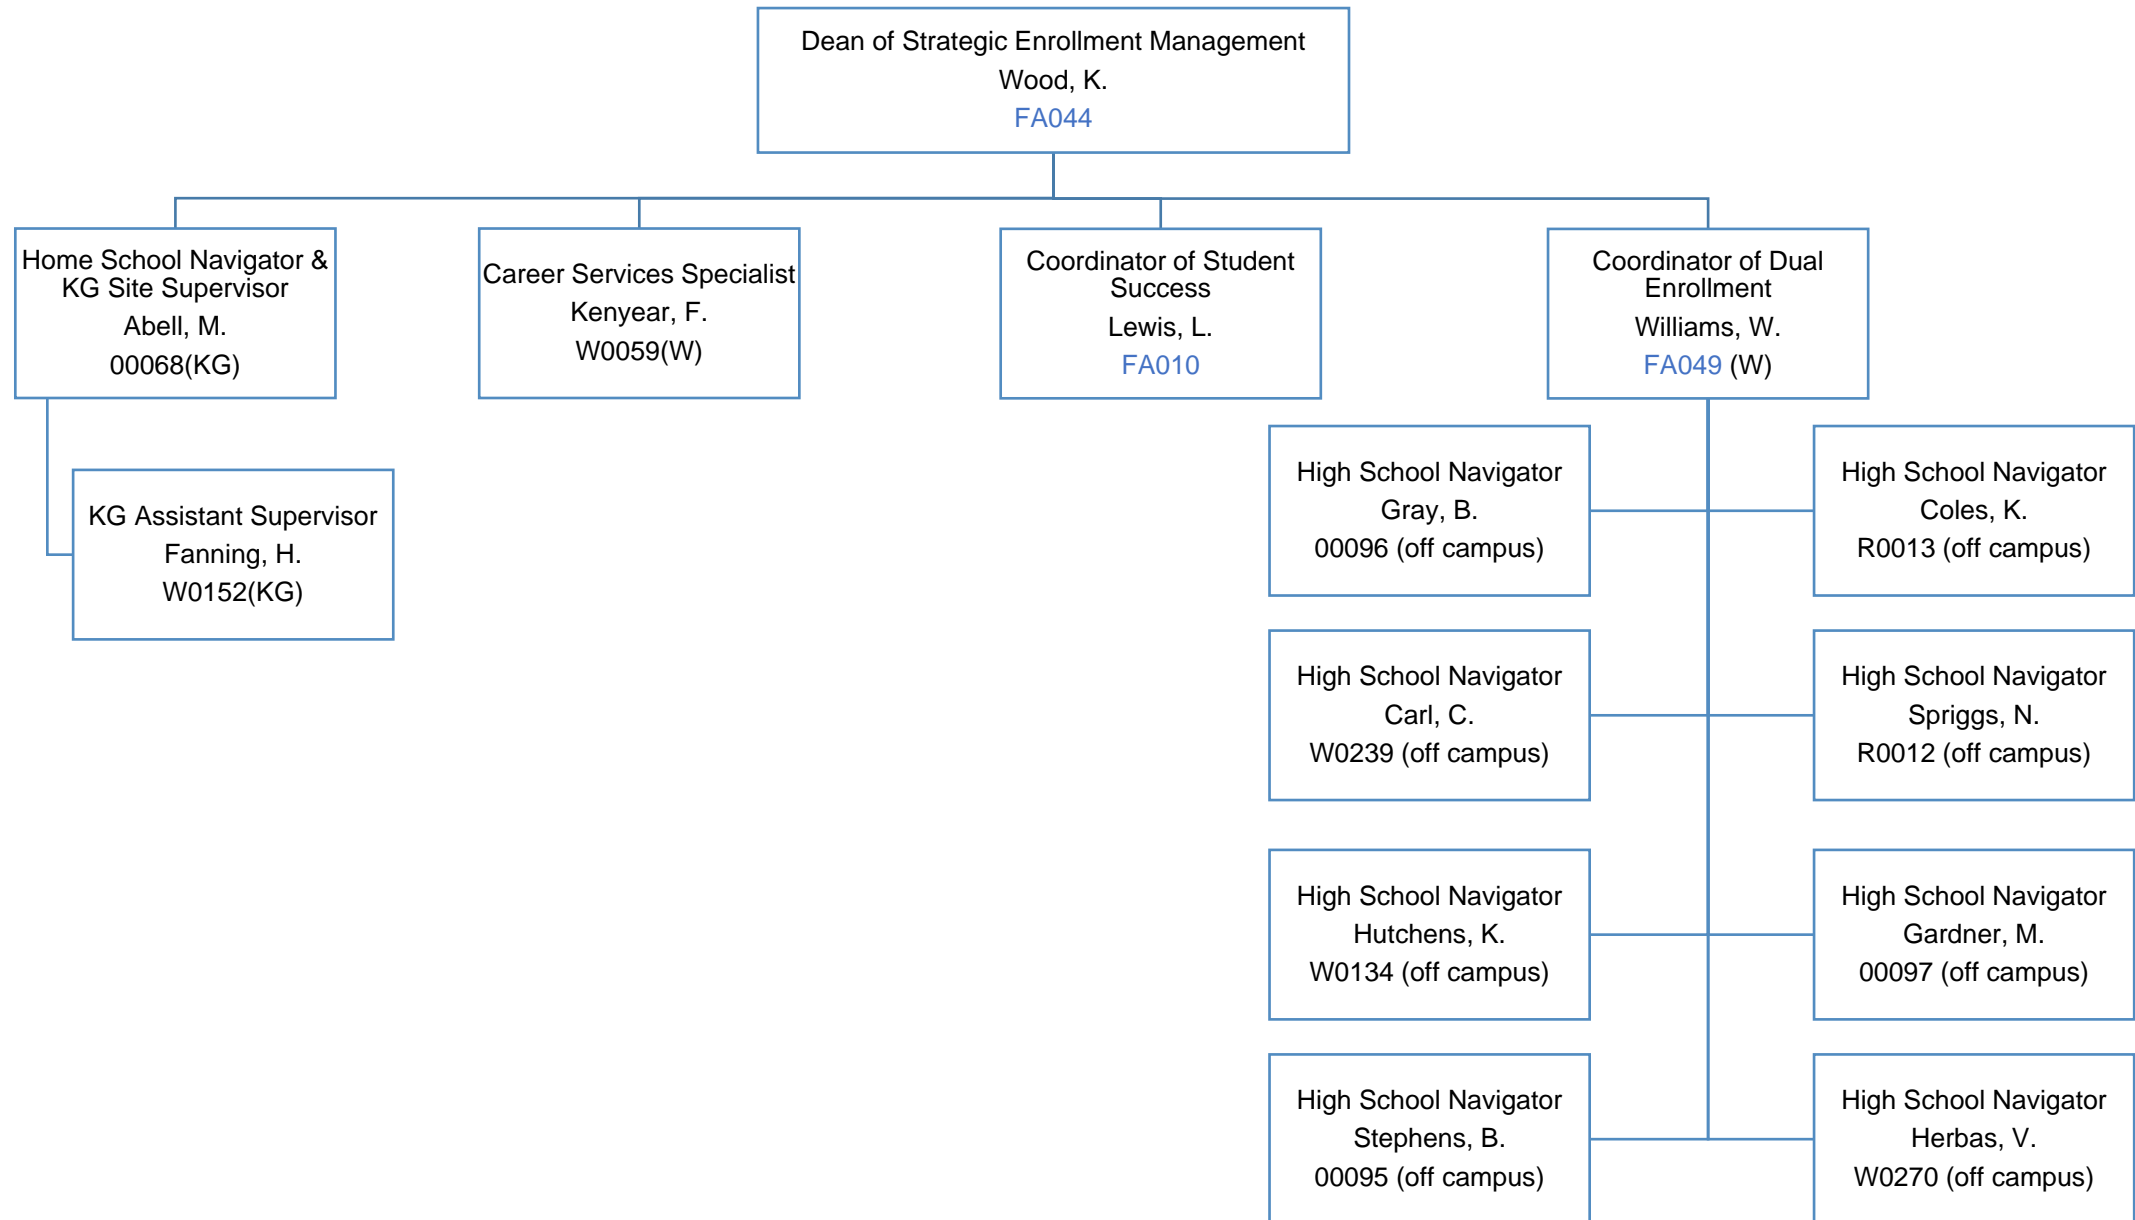 Dean of Strategic Enrollment Management
Wood, K.
FA044
Home School Navigator &
KG Site Supervisor
Abell, M.
00068(KG)
Career Services Specialist
Kenyear, F.
W0059(W)
Coordinator of Student
Success
Lewis, L.
FA010
Coordinator of Dual
Enrollment
Williams, W.
FA049 (W)
KG Assistant Supervisor
Fanning, H.
W0152(KG)
High School Navigator
Gray, B.
00096 (off campus)
High School Navigator
Coles, K.
R0013 (off campus)
High School Navigator
Carl, C.
W0239 (off campus)
High School Navigator
Spriggs, N.
R0012 (off campus)
High School Navigator
Hutchens, K.
W0134 (off campus)
High School Navigator
Gardner, M.
00097 (off campus)
High School Navigator
Stephens, B.
00095 (off campus)
High School Navigator
Herbas, V.
W0270 (off campus)